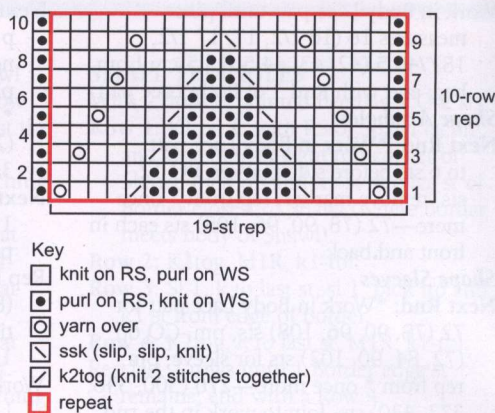 10
8
6
4
2
9
7
5
3
1
10-row
rep
19-st rep
Key
knit on RS, purl on WS
purl on RS, knit on WS
yarn over
ssk (slip, slip, knit)
k2tog (knit 2 stitches together)
repeat